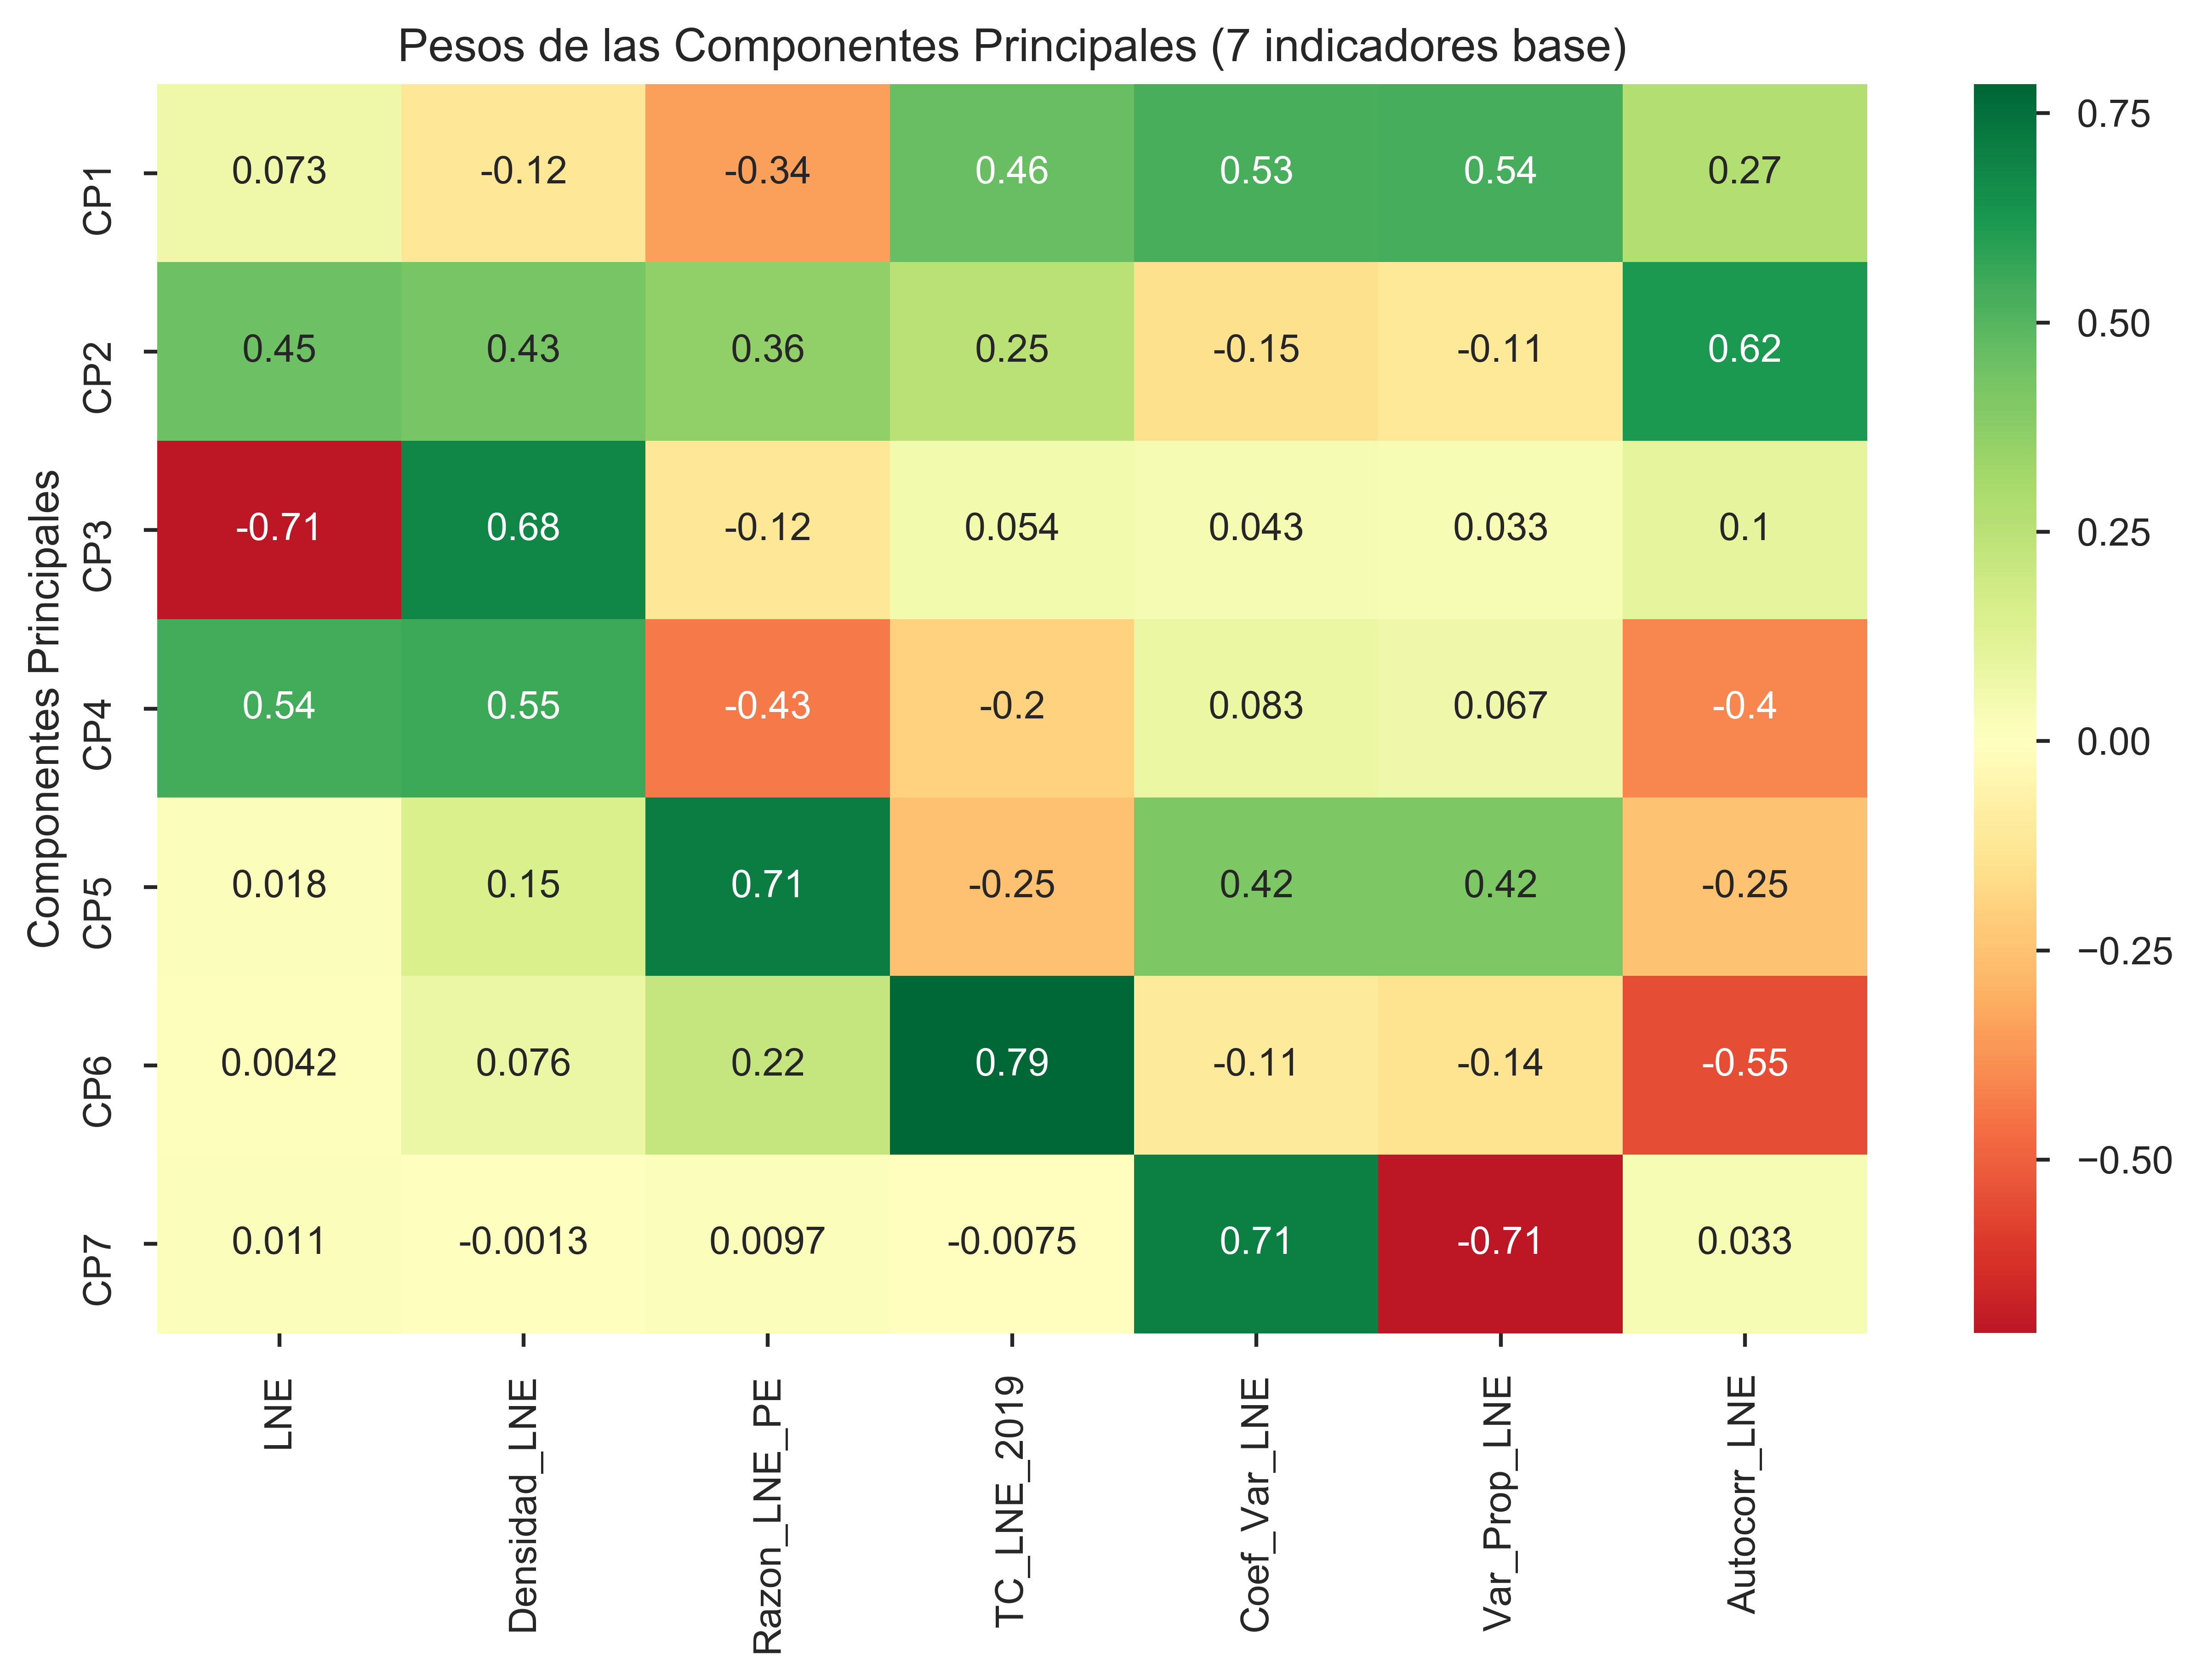 Pesos de las Componentes Principales (7 indicadores base)
Componentes Principales
CP1 0.073 -0.12 -0.34 0.46 0.53 0.54 0.27
CP2 0.45 0.43 0.36 0.25 -0.15 -0.11 0.62
CP3 -0.71 0.68 -0.12 0.054 0.043 0.033 0.1
CP4 0.54 0.55 -0.43 -0.2 0.083 0.067 -0.4
CP5 0.018 0.15 0.71 -0.25 0.42 0.42 -0.25
CP6 0.0042 0.076 0.22 0.79 -0.11 -0.14 -0.55
CP7 0.011 -0.0013 0.0097 -0.0075 0.71 -0.71 0.033
LNE
Densidad_LNE
Razon_LNE_PE
TC_LNE_2019
Coef_Var_LNE
Var_Prop_LNE
Autocorr_LNE
0.75
0.50
0.25
0.00
−0.25
−0.50